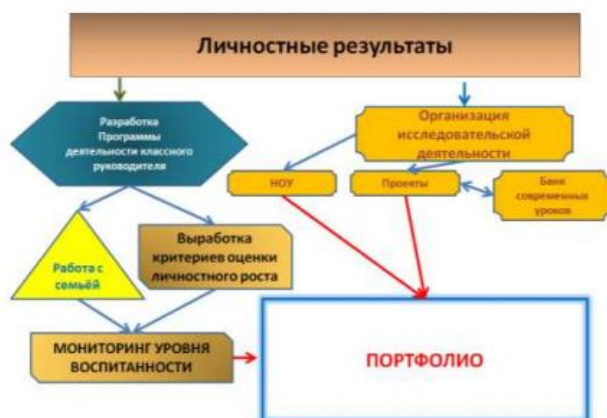 Личностные результаты
Разработка
Программы
деятельности классного
руководителя
Организация
исследовательской
деятельности
НОУ
Проекты
Банк
современных
уроков
Работа с
семьёй
Выработка
критериев оценки
личностного роста
МОНИТОРИНГ УРОВНЯ
ВОСПИТАННОСТИ
ПОРТФОЛИО